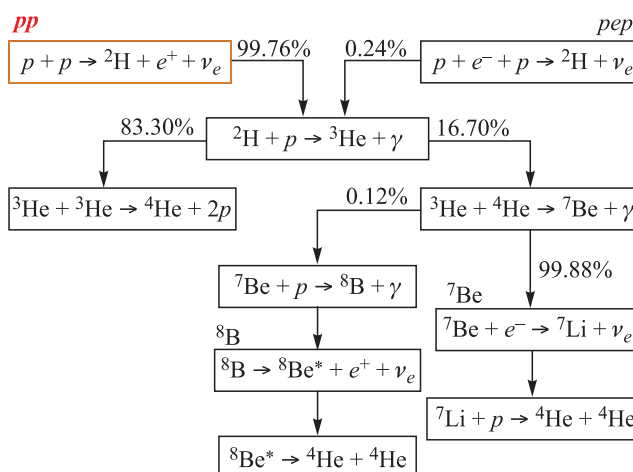 pp
pep
p + p → ²H + e⁺ + νₑ
99.76%
0.24%
p + e⁻ + p → ²H + νₑ
83.30%
²H + p → ³He + γ
16.70%
³He + ³He → ⁴He + 2p
0.12%
³He + ⁴He → ⁷Be + γ
99.88%
⁷Be + p → ⁸B + γ
⁷Be
⁷Be + e⁻ → ⁷Li + νₑ
⁸B
⁸B → ⁸Be* + e⁺ + νₑ
⁷Li + p → ⁴He + ⁴He
⁸Be* → ⁴He + ⁴He